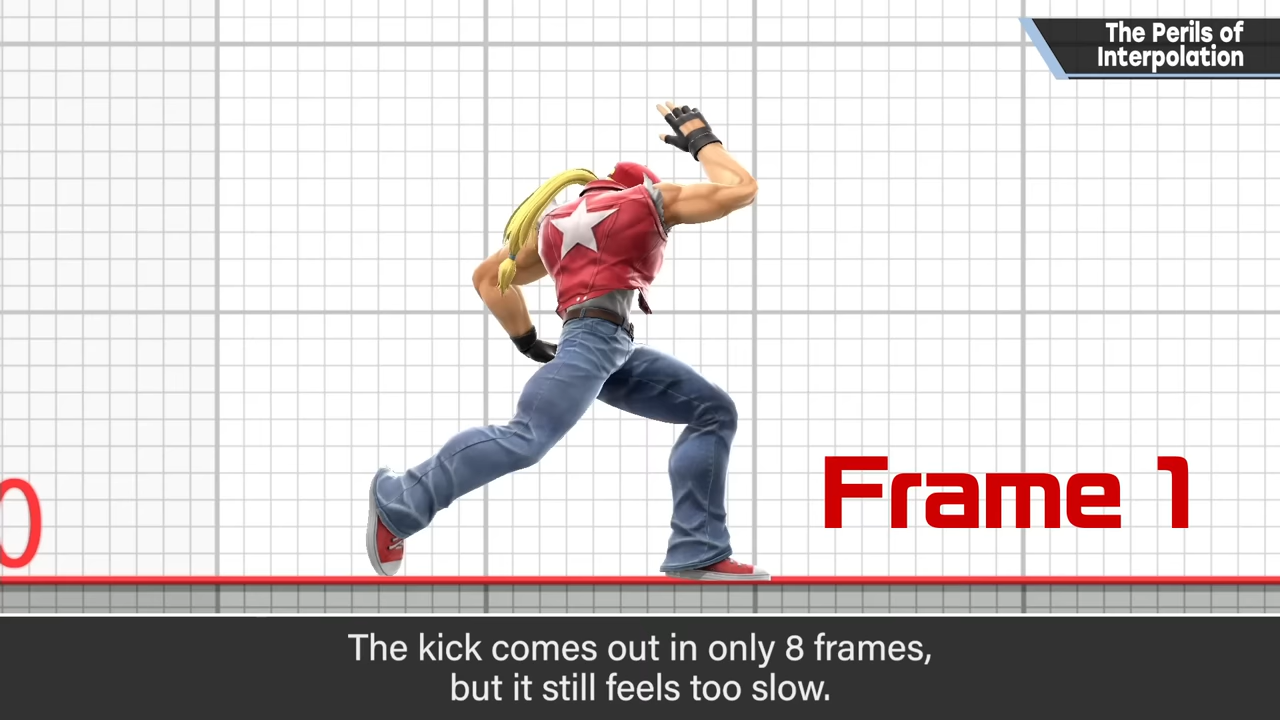 The Perils of
Interpolation
0
Frame 1
The kick comes out in only 8 frames,
but it still feels too slow.